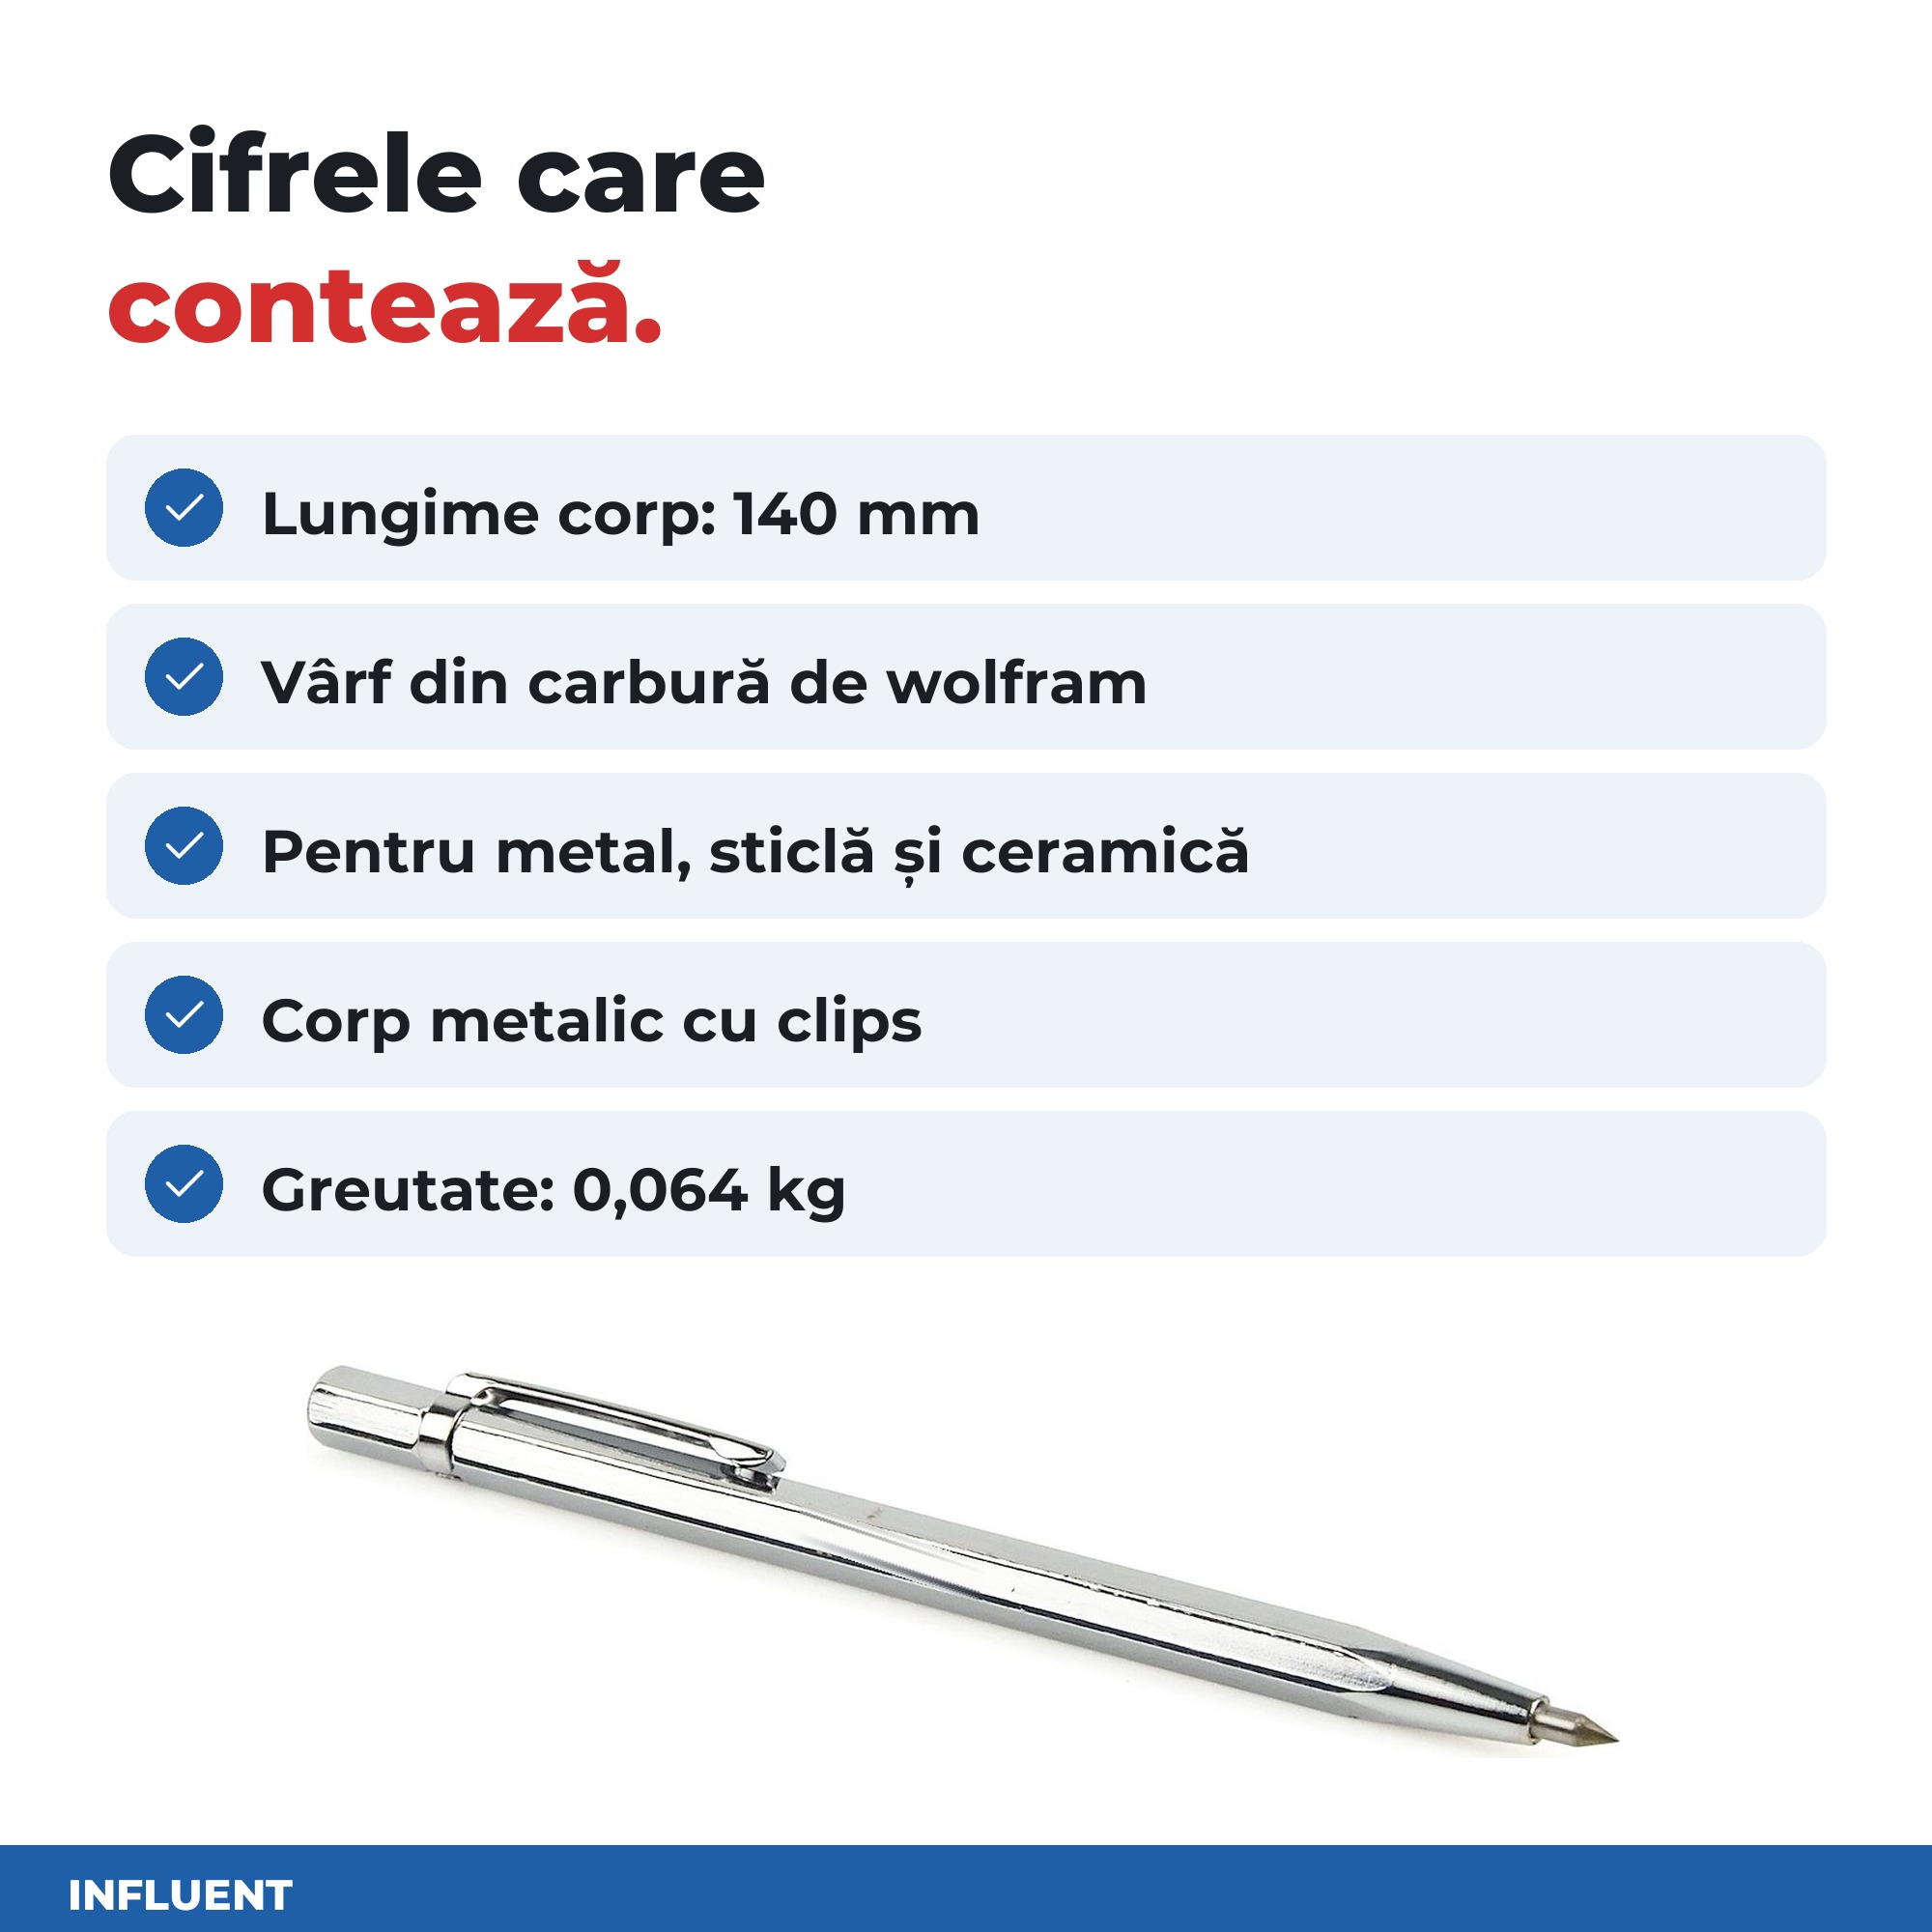 Cifrele care
contează.
Lungime corp: 140 mm
Vârf din carbură de wolfram
Pentru metal, sticlă și ceramică
Corp metalic cu clips
Greutate: 0,064 kg
INFLUENT